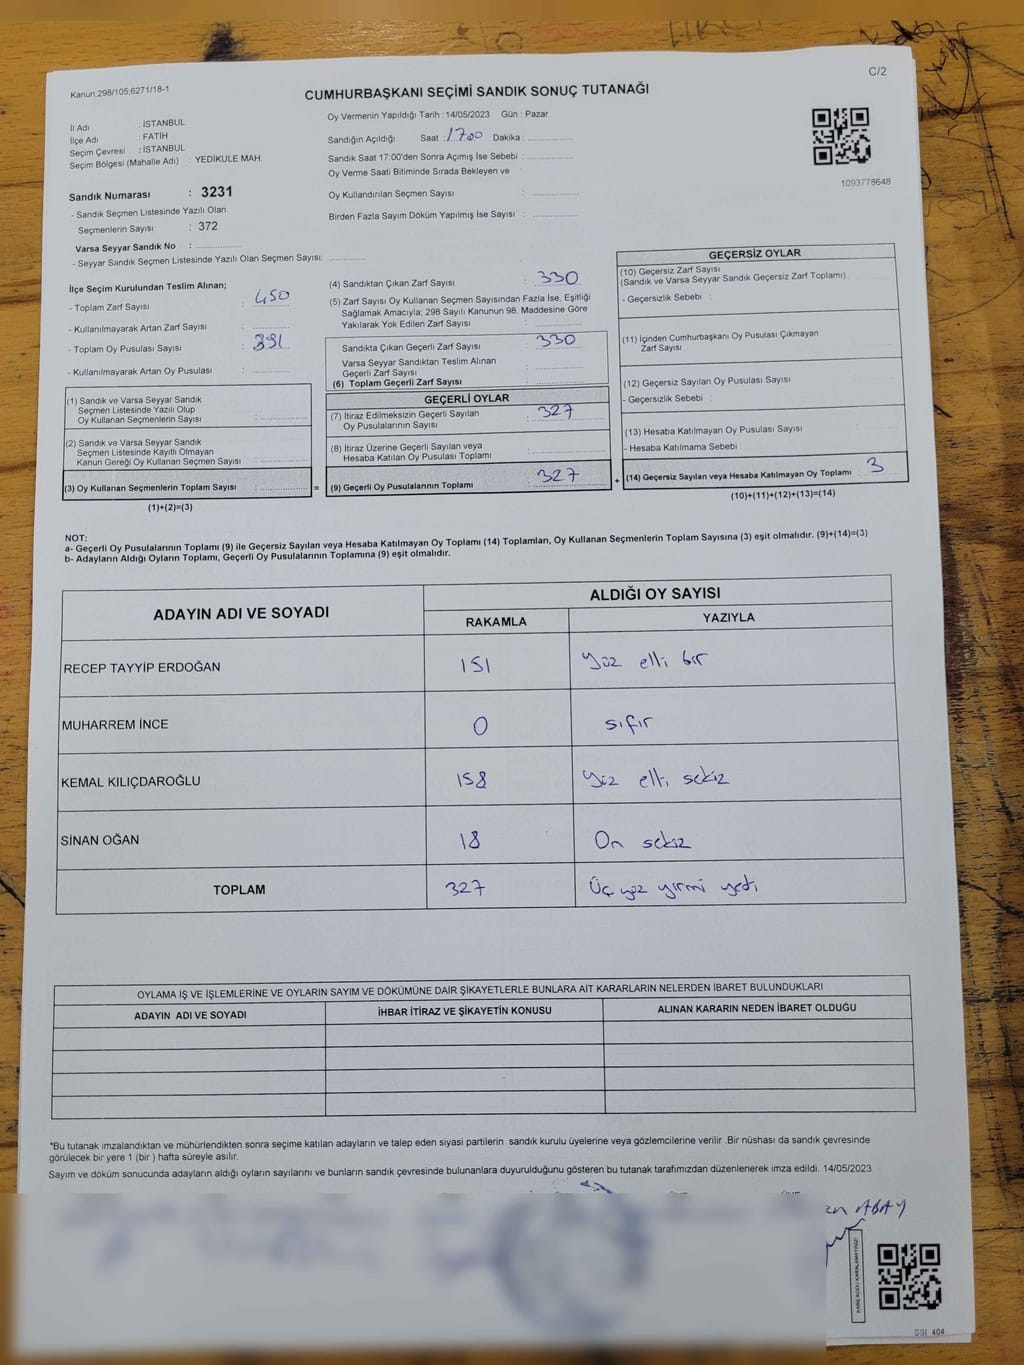 C/2
Kanun;298/105;6271/18-1
CUMHURBAŞKANI SEÇİMİ SANDIK SONUÇ TUTANAĞI
İl Adı : İSTANBUL
İlçe Adı : FATİH
Seçim Çevresi : İSTANBUL
Seçim Bölgesi (Mahalle Adı) : YEDİKULE MAH.
Sandık Numarası : 3231
- Sandık Seçmen Listesinde Yazılı Olan
Seçmenlerin Sayısı : 372
Varsa Seyyar Sandık No : ..............
- Seyyar Sandık Seçmen Listesinde Yazılı Olan Seçmen Sayısı: ............
Oy Vermenin Yapıldığı Tarih : 14/05/2023 Gün : Pazar
Sandığın Açıldığı Saat : 1700 Dakika : ..............
Sandık Saat 17:00'den Sonra Açımış İse Sebebi : ..............
Oy Verme Saati Bitiminde Sırada Bekleyen ve
Oy Kullandırılan Seçmen Sayısı : ..............
Birden Fazla Sayım Döküm Yapılmış İse Sayısı : ..............
1093778648
İlçe Seçim Kurulundan Teslim Alınan;
- Toplam Zarf Sayısı : 450
- Kullanılmayarak Artan Zarf Sayısı : ..............
- Toplam Oy Pusulası Sayısı :
- Kullanılmayarak Artan Oy Pusulası : ..............
(1) Sandık ve Varsa Seyyar Sandık
Seçmen Listesinde Yazılı Olup
Oy Kullanan Seçmenlerin Sayısı : ..............
(2) Sandık ve Varsa Seyyar Sandık
Seçmen Listesinde Kayıtlı Olmayan
Kanun Gereği Oy Kullanan Seçmen Sayısı : ..............
(3) Oy Kullanan Seçmenlerin Toplam Sayısı : ..............
(1)+(2)=(3)
=
(4) Sandıktan Çıkan Zarf Sayısı : 330
(5) Zarf Sayısı Oy Kullanan Seçmen Sayısından Fazla İse, Eşitliği
Sağlamak Amacıyla; 298 Sayılı Kanunun 98. Maddesine Göre
Yakılarak Yok Edilen Zarf Sayısı : ..............
Sandıkta Çıkan Geçerli Zarf Sayısı : 330
Varsa Seyyar Sandıktan Teslim Alınan
Geçerli Zarf Sayısı : ..............
(6) Toplam Geçerli Zarf Sayısı : ..............
GEÇERLİ OYLAR
(7) İtiraz Edilmeksizin Geçerli Sayılan
Oy Pusulalarının Sayısı : 327
(8) İtiraz Üzerine Geçerli Sayılan veya
Hesaba Katılan Oy Pusulası Toplamı : ..............
(9) Geçerli Oy Pusulalarının Toplamı : 327
+
GEÇERSİZ OYLAR
(10) Geçersiz Zarf Sayısı
(Sandık ve Varsa Seyyar Sandık Geçersiz Zarf Toplamı) :
- Geçersizlik Sebebi :
(11) İçinden Cumhurbaşkanı Oy Pusulası Çıkmayan
Zarf Sayısı
(12) Geçersiz Sayılan Oy Pusulası Sayısı :
- Geçersizlik Sebebi :
(13) Hesaba Katılmayan Oy Pusulası Sayısı :
- Hesaba Katılmama Sebebi :
(14) Geçersiz Sayılan veya Hesaba Katılmayan Oy Toplamı : 3
(10)+(11)+(12)+(13)=(14)
NOT:
a- Geçerli Oy Pusulalarının Toplamı (9) ile Geçersiz Sayılan veya Hesaba Katılmayan Oy Toplamı (14) Toplamları, Oy Kullanan Seçmenlerin Toplam Sayısına (3) eşit olmalıdır. (9)+(14)=(3)
b- Adayların Aldığı Oyların Toplamı, Geçerli Oy Pusulalarının Toplamına (9) eşit olmalıdır.
ADAYIN ADI VE SOYADI
ALDIĞI OY SAYISI
RAKAMLA YAZIYLA
RECEP TAYYİP ERDOĞAN 151 Yüz elli bir
MUHARREM İNCE 0 sıfır
KEMAL KILIÇDAROĞLU 158 Yüz elli sekiz
SİNAN OĞAN 18 On sekiz
TOPLAM 327 Üç yüz yirmi yedi
OYLAMA İŞ VE İŞLEMLERİNE VE OYLARIN SAYIM VE DÖKÜMÜNE DAİR ŞİKAYETLERLE BUNLARA AİT KARARLARIN NELERDEN İBARET BULUNDUKLARI
ADAYIN ADI VE SOYADI İHBAR İTİRAZ VE ŞİKAYETİN KONUSU ALINAN KARARIN NEDEN İBARET OLDUĞU
*Bu tutanak imzalandıktan ve mühürlendikten sonra seçime katılan adayların ve talep eden siyasi partilerin sandık kurulu üyelerine veya gözlemcilerine verilir .Bir nüshası da sandık çevresinde
görülecek bir yere 1 (bir ) hafta süreyle asılır.
Sayım ve döküm sonucunda adayların aldığı oyların sayılarını ve bunların sandık çevresinde bulunanlara duyurulduğunu gösteren bu tutanak tarafımızdan düzenlenerek imza edildi. 14/05/2023
ABAY
KARE KODU KARALAMAYINIZ!
SSI_404